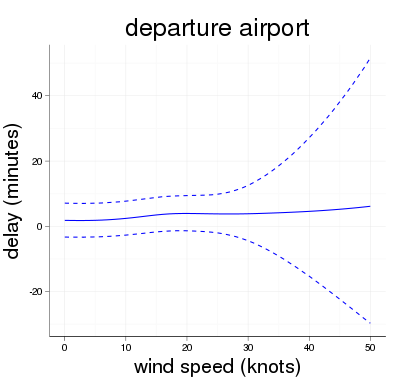 departure airport
delay (minutes)
40
20
0
-20
0 10 20 30 40 50
wind speed (knots)